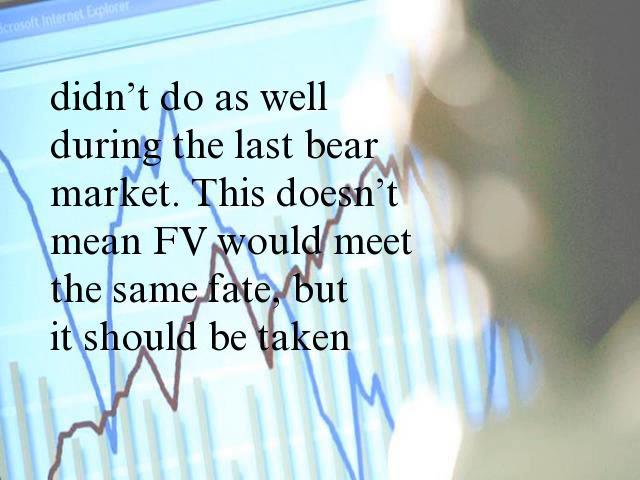 Microsoft Internet Explorer
didn’t do as well
during the last bear
market. This doesn’t
mean FV would meet
the same fate, but
it should be taken